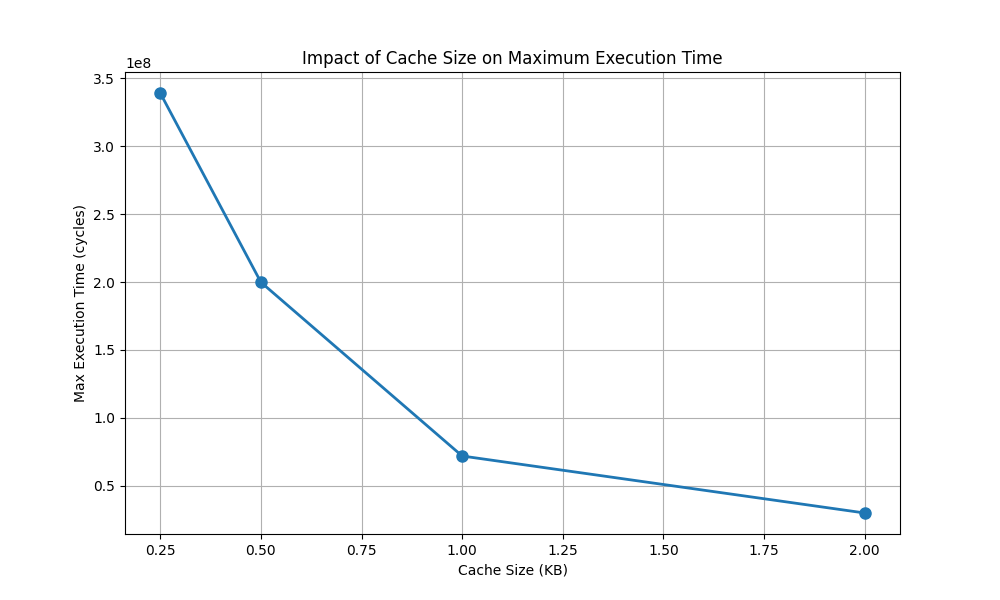 Impact of Cache Size on Maximum Execution Time
1e8
3.5
3.0
2.5
2.0
1.5
1.0
0.5
Max Execution Time (cycles)
0.25 0.50 0.75 1.00 1.25 1.50 1.75 2.00
Cache Size (KB)